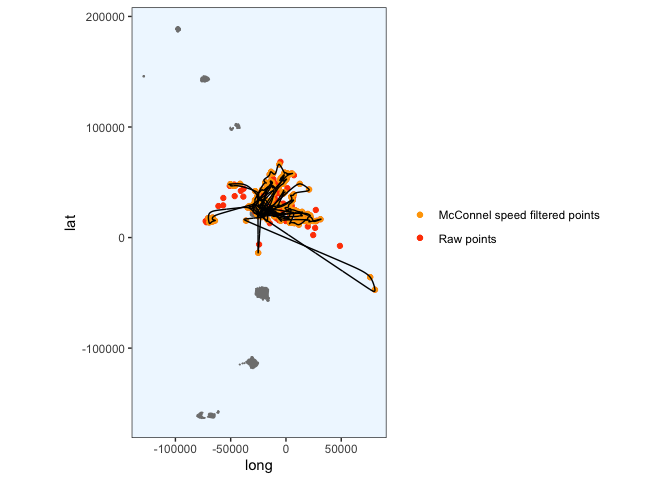 200000
100000
0
-100000
lat
-100000 -50000 0 50000
long
McConnel speed filtered points
Raw points